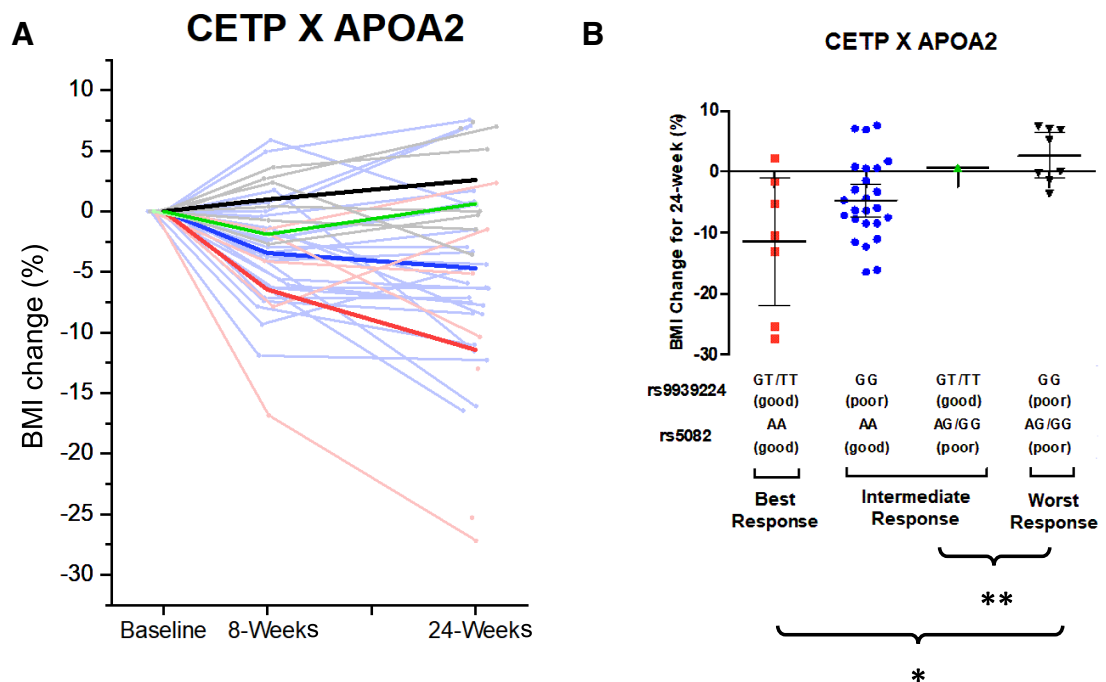 A
CETP X APOA2
BMI change (%)
10
5
0
-5
-10
-15
-20
-25
-30
Baseline 8-Weeks 24-Weeks
B
CETP X APOA2
BMI Change for 24-week (%)
10
0
-10
-20
-30
rs9939224
GT/TT GG GT/TT GG
(good) (poor) (good) (poor)
rs5082
AA AA AG/GG AG/GG
(good) (good) (poor) (poor)
Best Intermediate Worst
Response Response Response
**
*